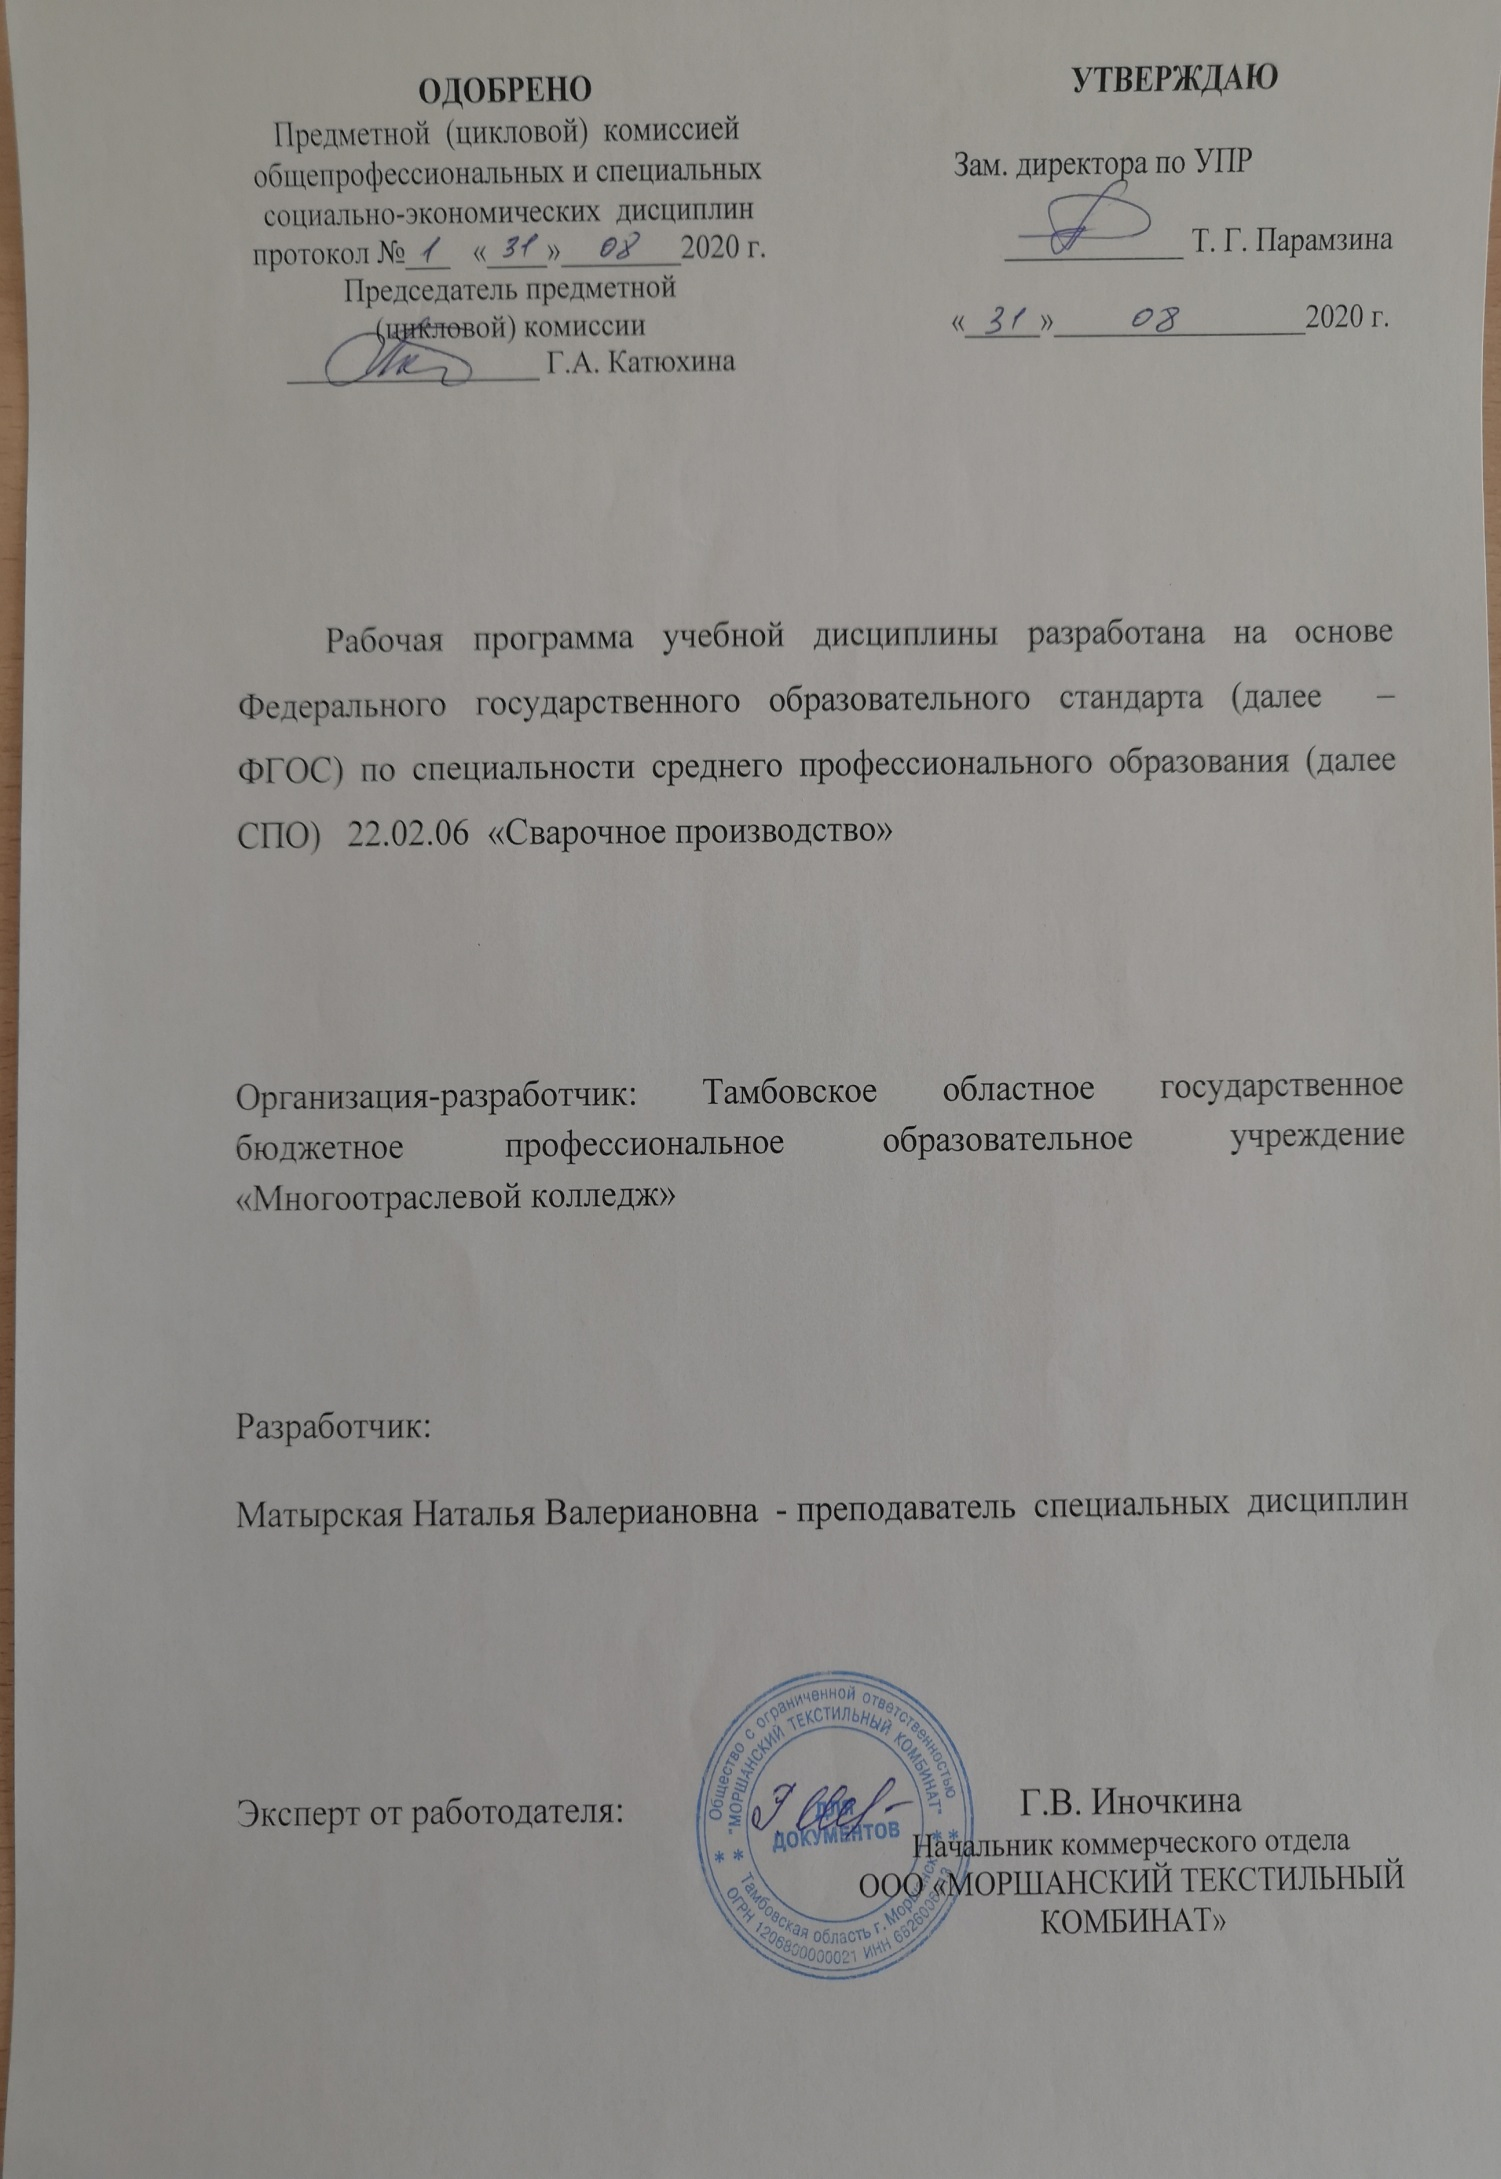 ОДОБРЕНО
Предметной (цикловой) комиссией
общепрофессиональных и специальных
социально-экономических дисциплин
протокол № 1 «31» 08 2020 г.
Председатель предметной
(цикловой) комиссии
Г.А. Катюхина
УТВЕРЖДАЮ
Зам. директора по УПР
Т. Г. Парамзина
«31» 08 2020 г.
Рабочая программа учебной дисциплины разработана на основе
Федерального государственного образовательного стандарта (далее –
ФГОС) по специальности среднего профессионального образования (далее
СПО) 22.02.06 «Сварочное производство»
Организация-разработчик: Тамбовское областное государственное
бюджетное профессиональное образовательное учреждение
«Многоотраслевой колледж»
Разработчик:
Матырская Наталья Валериановна - преподаватель специальных дисциплин
Эксперт от работодателя:
Общество с ограниченной ответственностью
"МОРШАНСКИЙ ТЕКСТИЛЬНЫЙ КОМБИНАТ"
ДЛЯ
ДОКУМЕНТОВ
Тамбовская область г. Моршанск
ОГРН 1206800000021 ИНН
Г.В. Иночкина
Начальник коммерческого отдела
ООО «МОРШАНСКИЙ ТЕКСТИЛЬНЫЙ
КОМБИНАТ»